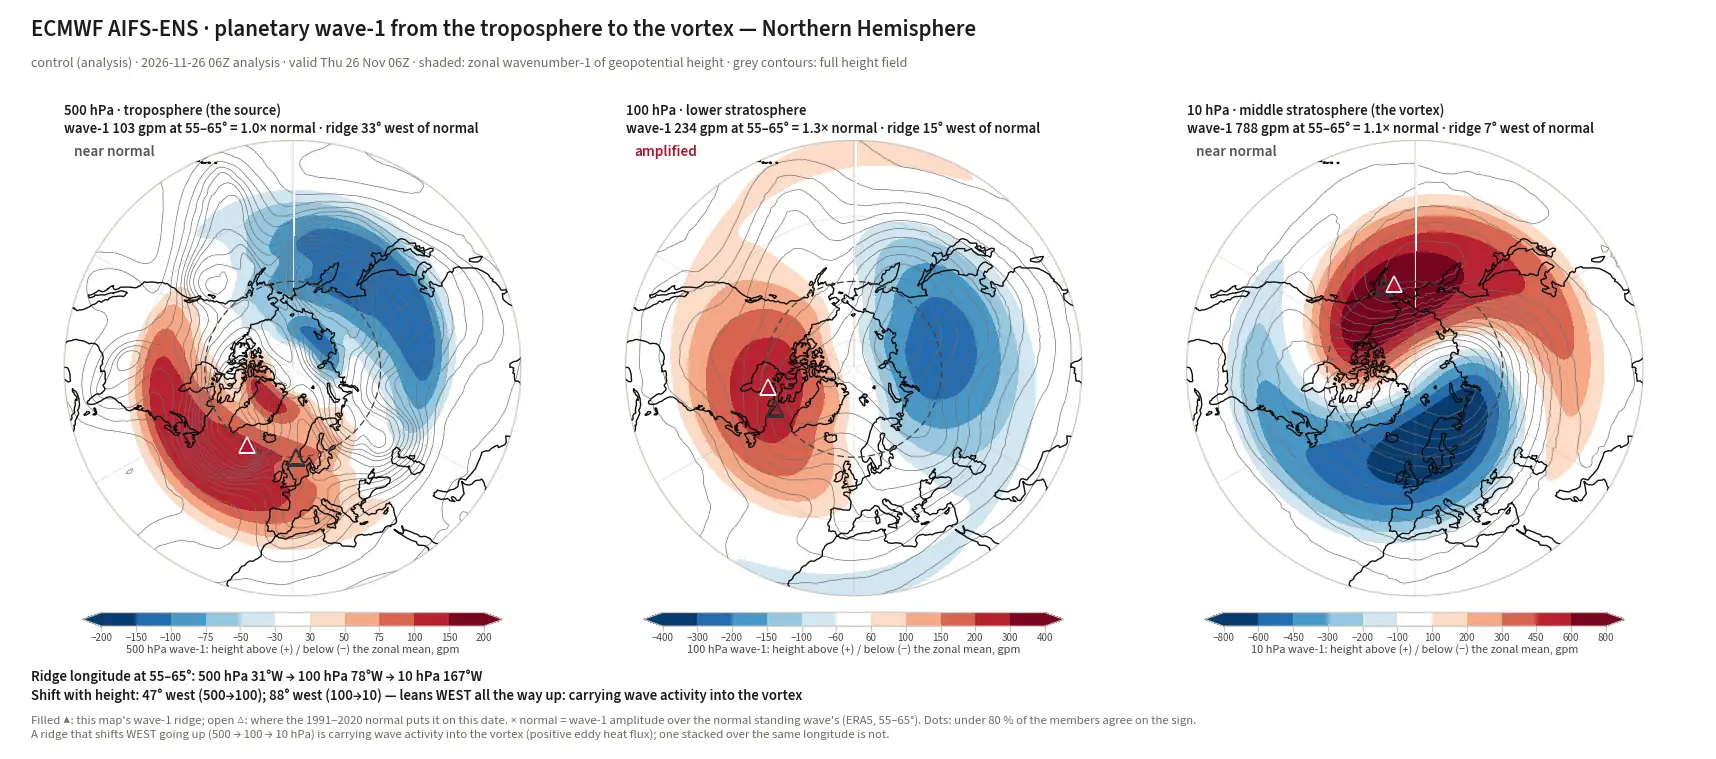 ECMWF AIFS-ENS · planetary wave-1 from the troposphere to the vortex — Northern Hemisphere
control (analysis) · 2026-11-26 06Z analysis · valid Thu 26 Nov 06Z · shaded: zonal wavenumber-1 of geopotential height · grey contours: full height field
500 hPa · troposphere (the source)
wave-1 103 gpm at 55–65° = 1.0× normal · ridge 33° west of normal
near normal
100 hPa · lower stratosphere
wave-1 234 gpm at 55–65° = 1.3× normal · ridge 15° west of normal
amplified
10 hPa · middle stratosphere (the vortex)
wave-1 788 gpm at 55–65° = 1.1× normal · ridge 7° west of normal
near normal
−200 −150 −100 −75 −50 −30 30 50 75 100 150 200
500 hPa wave-1: height above (+) / below (−) the zonal mean, gpm
−400 −300 −200 −150 −100 −60 60 100 150 200 300 400
100 hPa wave-1: height above (+) / below (−) the zonal mean, gpm
−800 −600 −450 −300 −200 −100 100 200 300 450 600 800
10 hPa wave-1: height above (+) / below (−) the zonal mean, gpm
Ridge longitude at 55–65°: 500 hPa 31°W → 100 hPa 78°W → 10 hPa 167°W
Shift with height: 47° west (500→100); 88° west (100→10) — leans WEST all the way up: carrying wave activity into the vortex
Filled ▲: this map's wave-1 ridge; open △: where the 1991–2020 normal puts it on this date. × normal = wave-1 amplitude over the normal standing wave's (ERA5, 55–65°). Dots: under 80 % of the members agree on the sign.
A ridge that shifts WEST going up (500 → 100 → 10 hPa) is carrying wave activity into the vortex (positive eddy heat flux); one stacked over the same longitude is not.